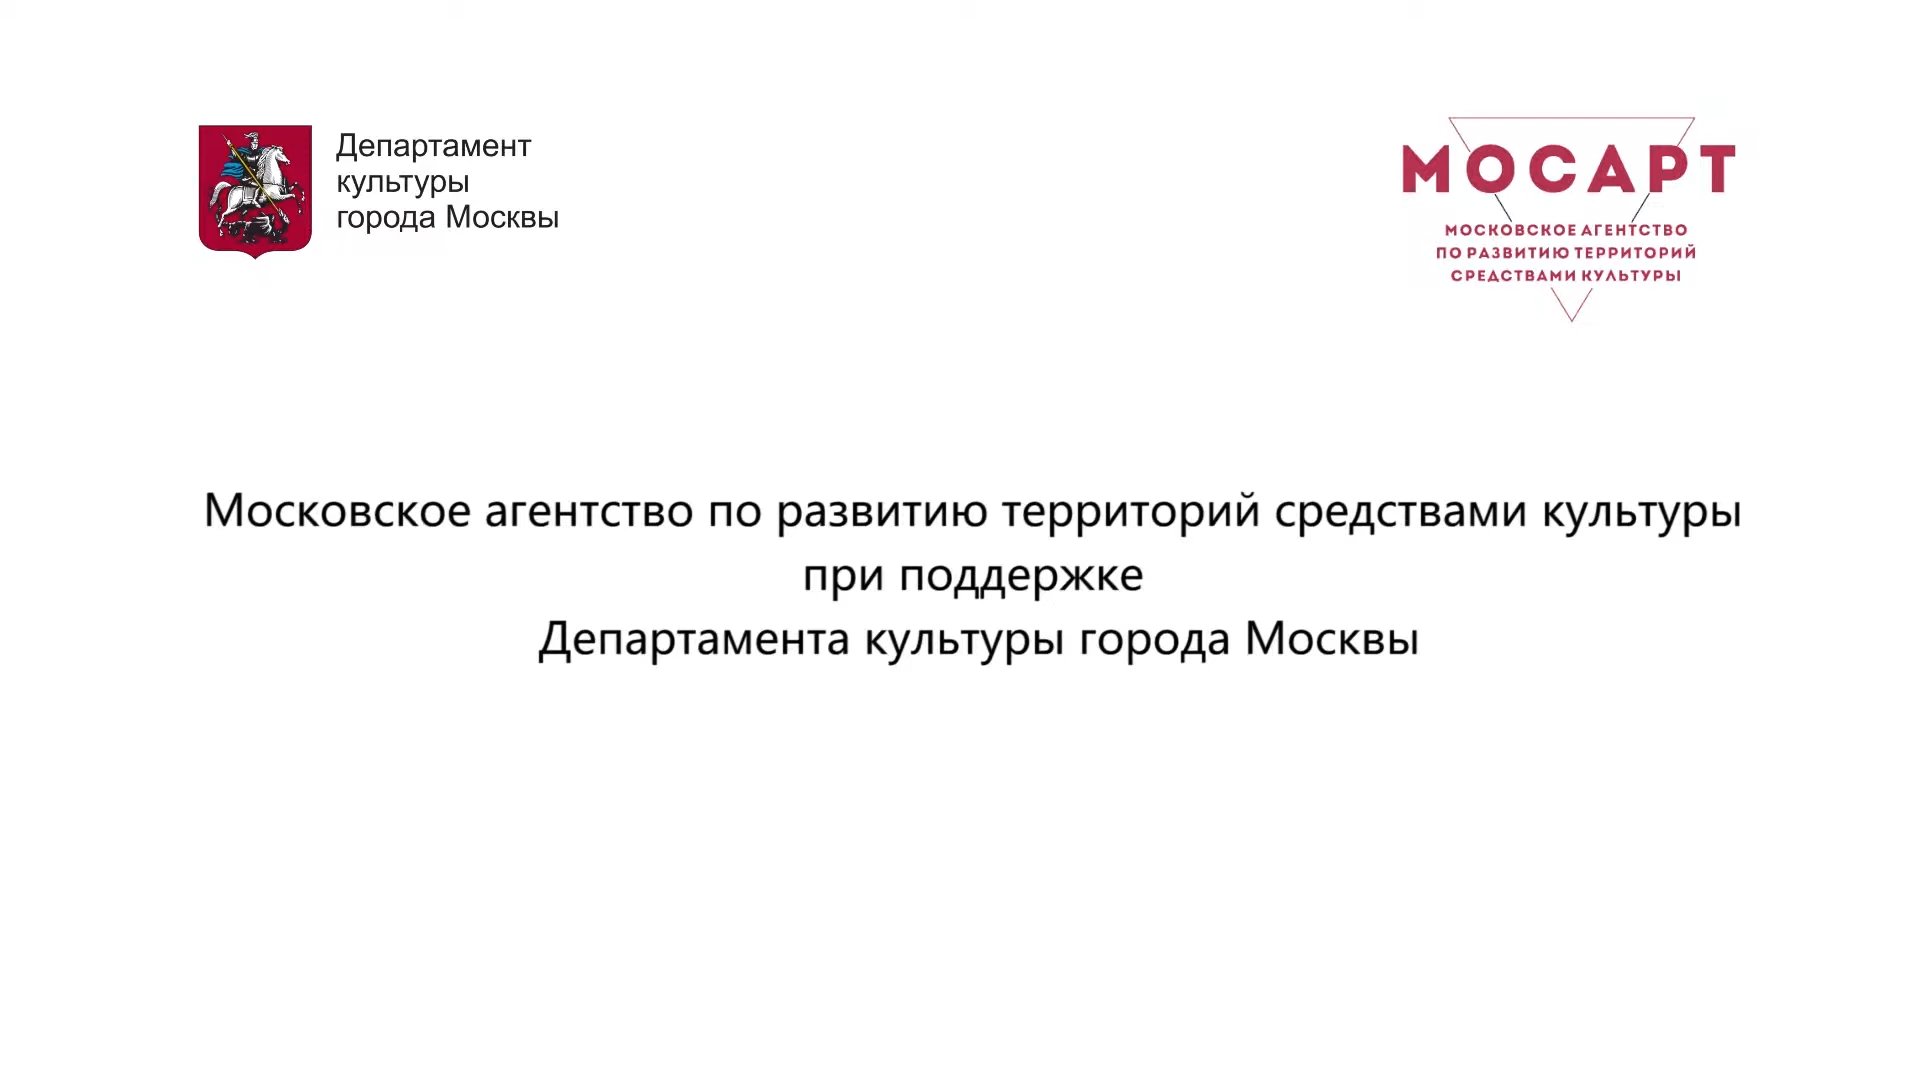 Департамент
культуры
города Москвы
МОСАРТ
МОСКОВСКОЕ АГЕНТСТВО
ПО РАЗВИТИЮ ТЕРРИТОРИЙ
СРЕДСТВАМИ КУЛЬТУРЫ
Московское агентство по развитию территорий средствами культуры
при поддержке
Департамента культуры города Москвы